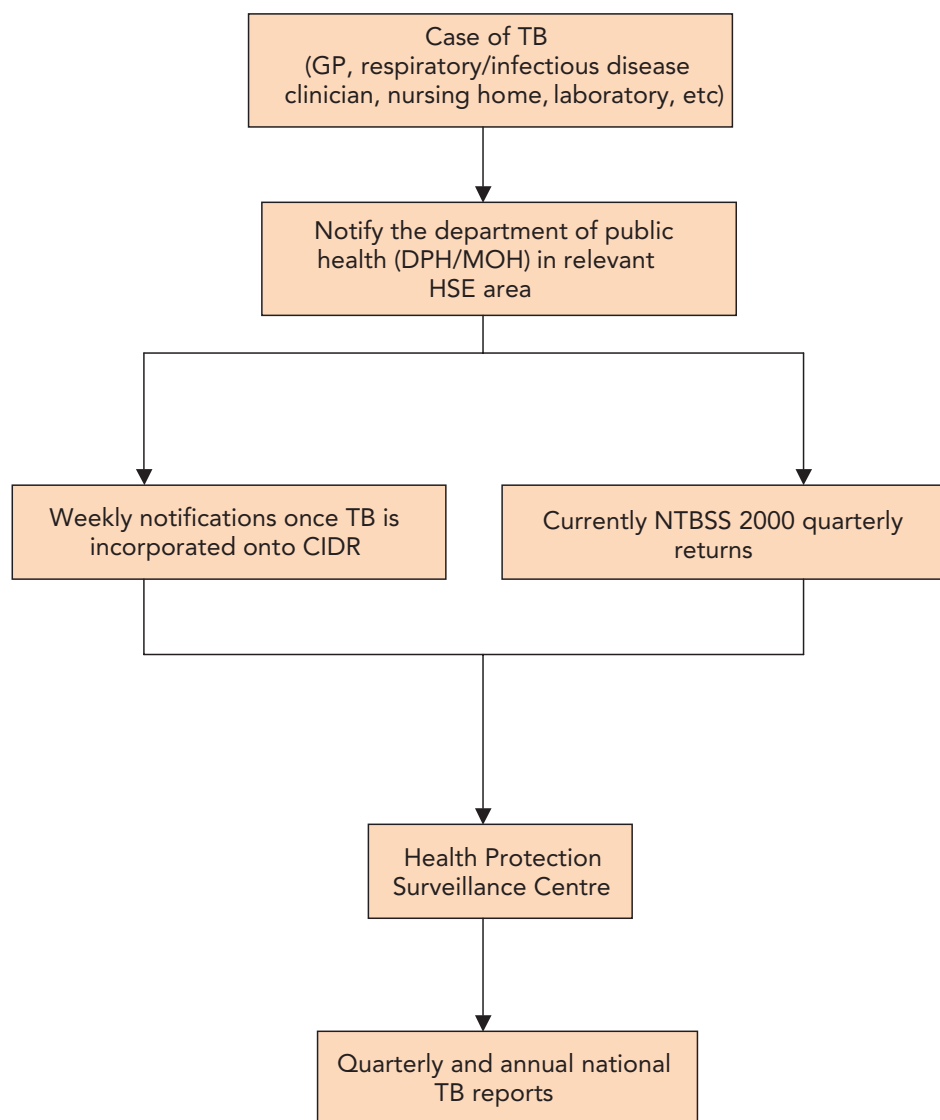 Case of TB
(GP, respiratory/infectious disease
clinician, nursing home, laboratory, etc)
Notify the department of public
health (DPH/MOH) in relevant
HSE area
Weekly notifications once TB is
incorporated onto CIDR
Currently NTBSS 2000 quarterly
returns
Health Protection
Surveillance Centre
Quarterly and annual national
TB reports